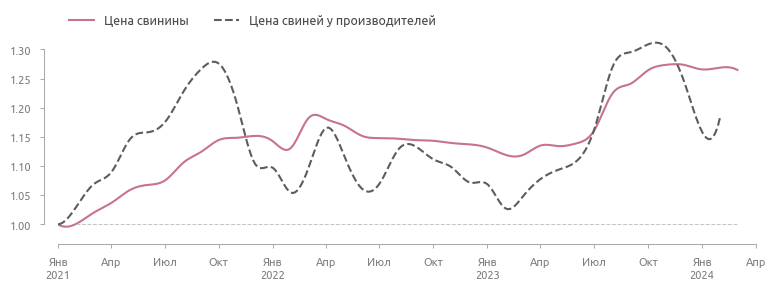 Цена свинины Цена свиней у производителей
1.30
1.25
1.20
1.15
1.10
1.05
1.00
Янв Апр Июл Окт Янв Апр Июл Окт Янв Апр Июл Окт Янв Апр
2021 2022 2023 2024